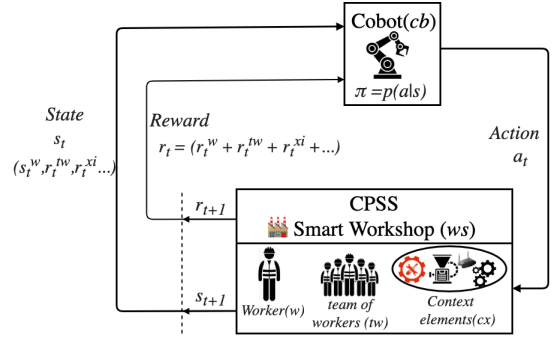 Cobot(cb)
π =p(a|s)
State
s_t
(s_t^w,r_t^tw,r_t^xi...)
Reward
r_t = (r_t^w + r_t^tw + r_t^xi +...)
Action
a_t
r_t+1
CPSS
Smart Workshop (ws)
s_t+1
Worker(w)
team of
workers (tw)
Context
elements(cx)